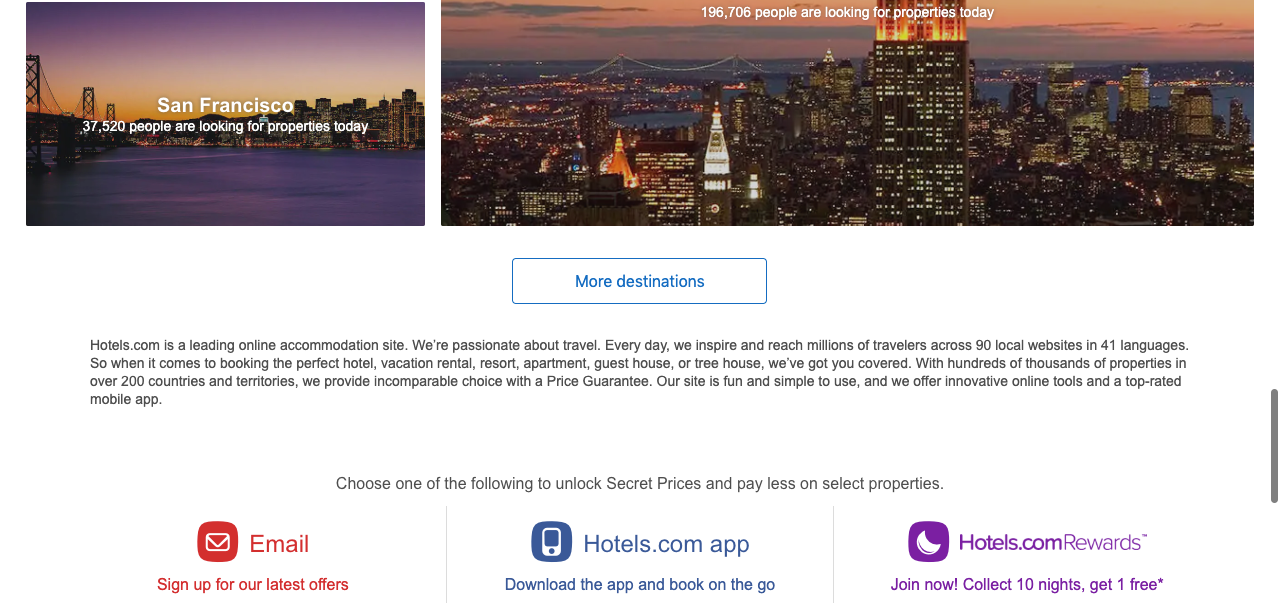 196,706 people are looking for properties today
San Francisco
37,520 people are looking for properties today
More destinations
Hotels.com is a leading online accommodation site. We’re passionate about travel. Every day, we inspire and reach millions of travelers across 90 local websites in 41 languages.
So when it comes to booking the perfect hotel, vacation rental, resort, apartment, guest house, or tree house, we’ve got you covered. With hundreds of thousands of properties in
over 200 countries and territories, we provide incomparable choice with a Price Guarantee. Our site is fun and simple to use, and we offer innovative online tools and a top-rated
mobile app.
Choose one of the following to unlock Secret Prices and pay less on select properties.
Email
Sign up for our latest offers
Hotels.com app
Download the app and book on the go
Hotels.comRewards™
Join now! Collect 10 nights, get 1 free*